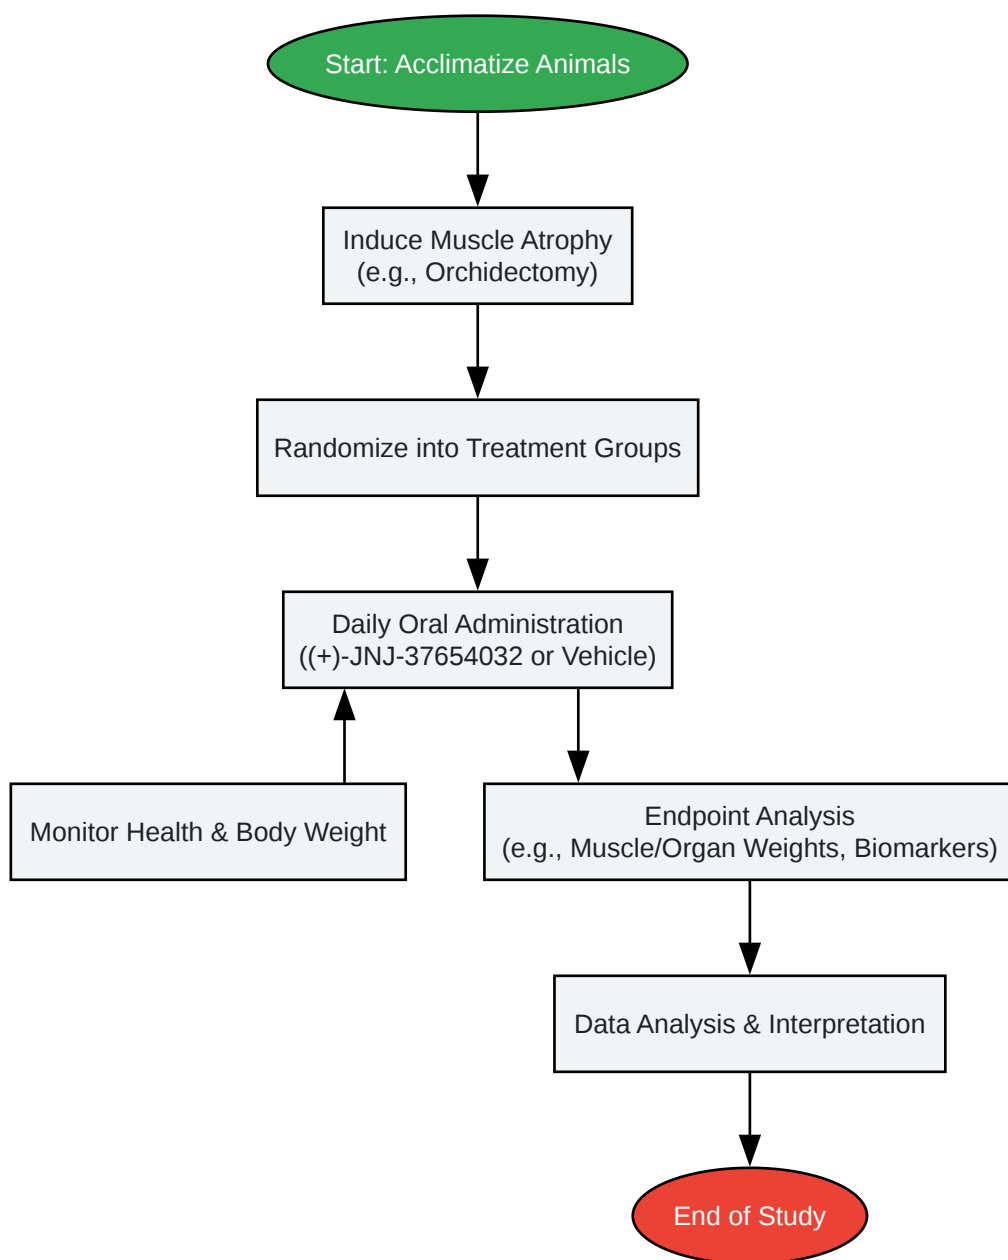 Start: Acclimatize Animals
Induce Muscle Atrophy
(e.g., Orchidectomy)
Randomize into Treatment Groups
Daily Oral Administration
((+)-JNJ-37654032 or Vehicle)
Monitor Health & Body Weight
Endpoint Analysis
(e.g., Muscle/Organ Weights, Biomarkers)
Data Analysis & Interpretation
End of Study